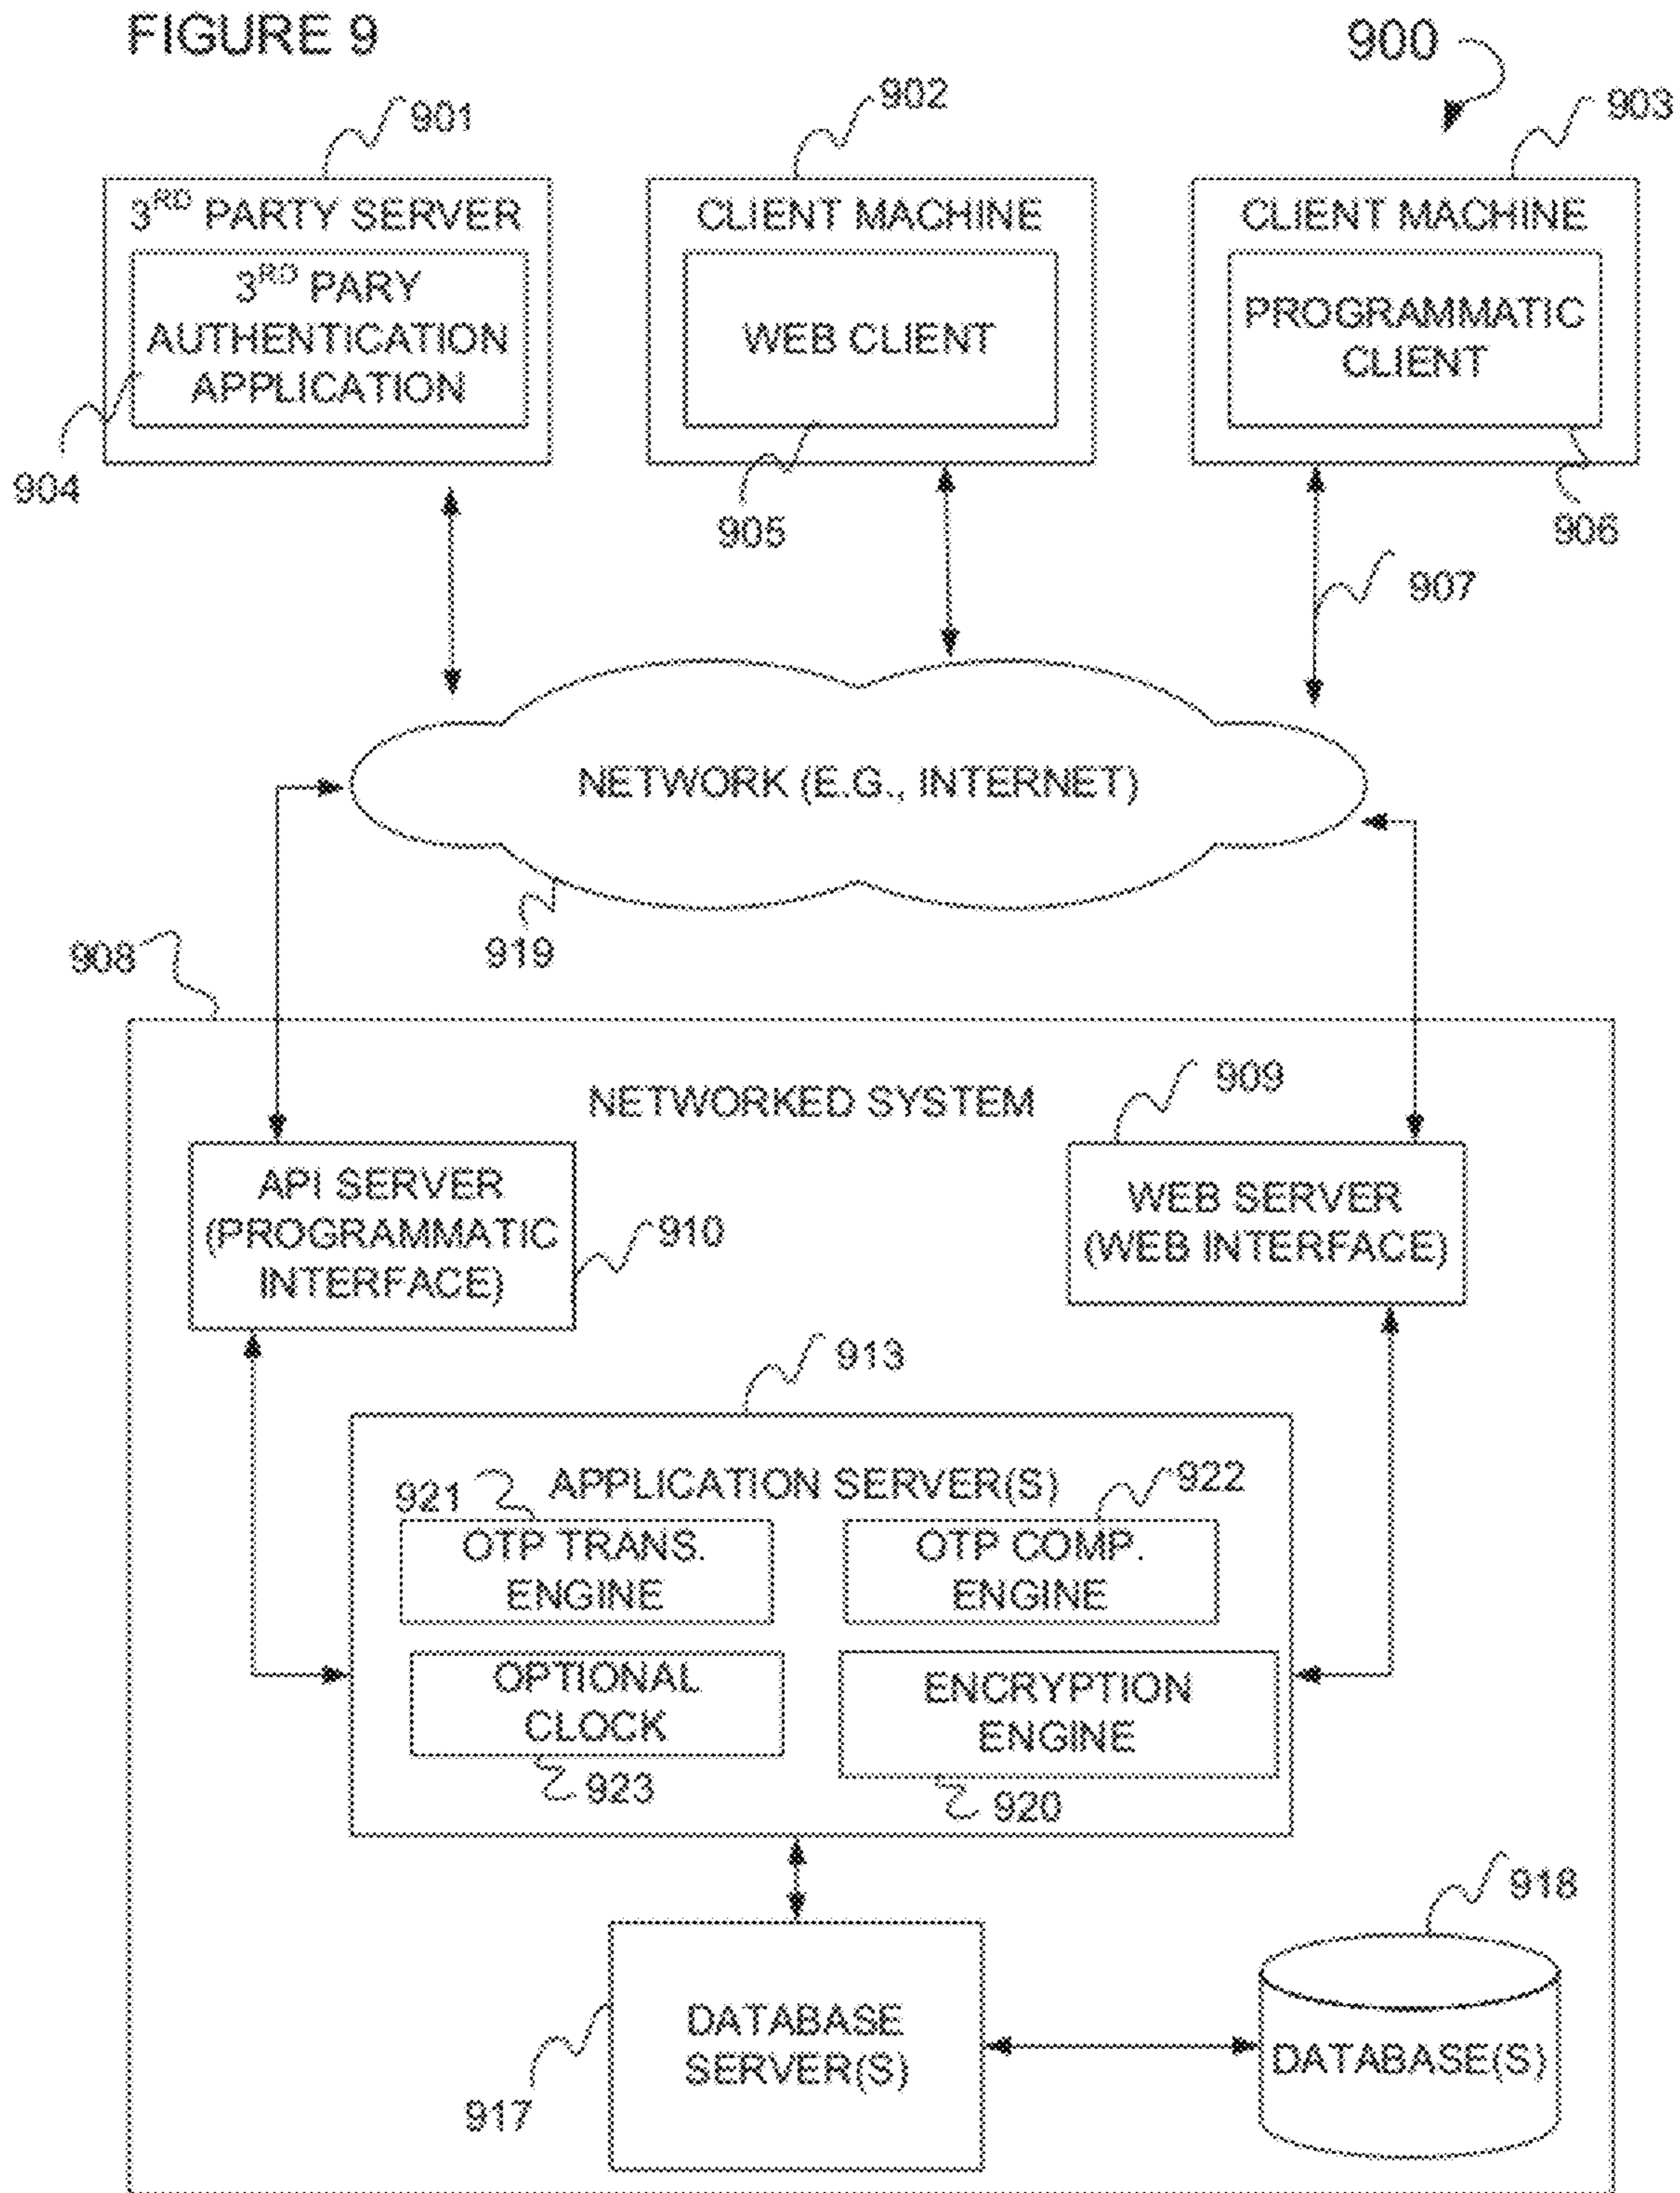 FIGURE 9
900
901
902
903
3RD PARTY SERVER
3RD PARY
AUTHENTICATION
APPLICATION
904
CLIENT MACHINE
WEB CLIENT
905
CLIENT MACHINE
PROGRAMMATIC
CLIENT
906
907
NETWORK (E.G., INTERNET)
919
908
NETWORKED SYSTEM
909
API SERVER
(PROGRAMMATIC
INTERFACE)
910
WEB SERVER
(WEB INTERFACE)
913
APPLICATION SERVER(S)
921
922
OTP TRANS.
ENGINE
OTP COMP.
ENGINE
OPTIONAL
CLOCK
923
ENCRYPTION
ENGINE
920
918
DATABASE
SERVER(S)
917
DATABASE(S)